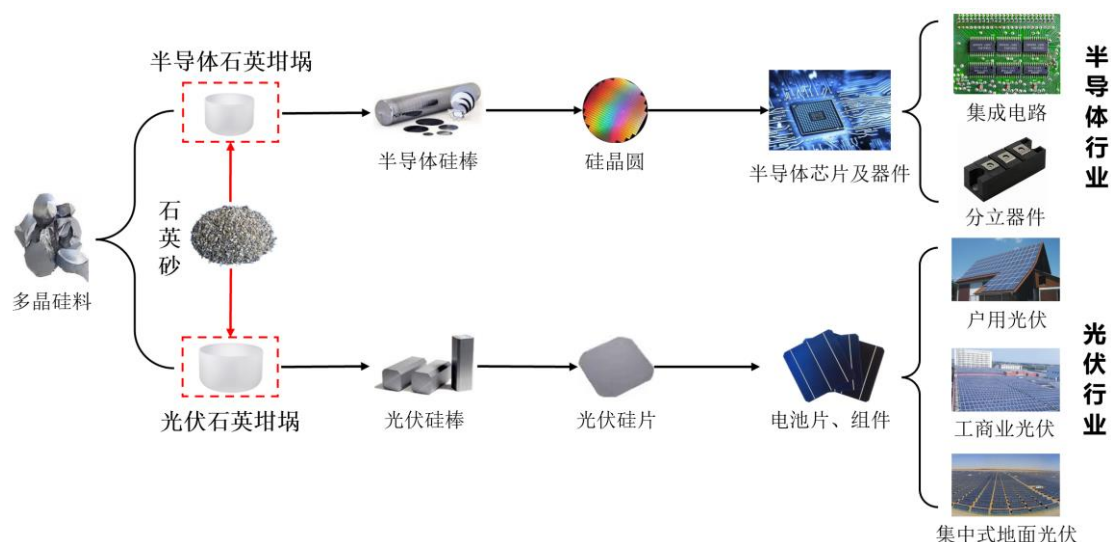 半导体石英坩埚
半导体硅棒
硅晶圆
半导体芯片及器件
集成电路
分立器件
半导体行业
多晶硅料
石英砂
光伏石英坩埚
光伏硅棒
光伏硅片
电池片、组件
户用光伏
工商业光伏
集中式地面光伏
光伏行业